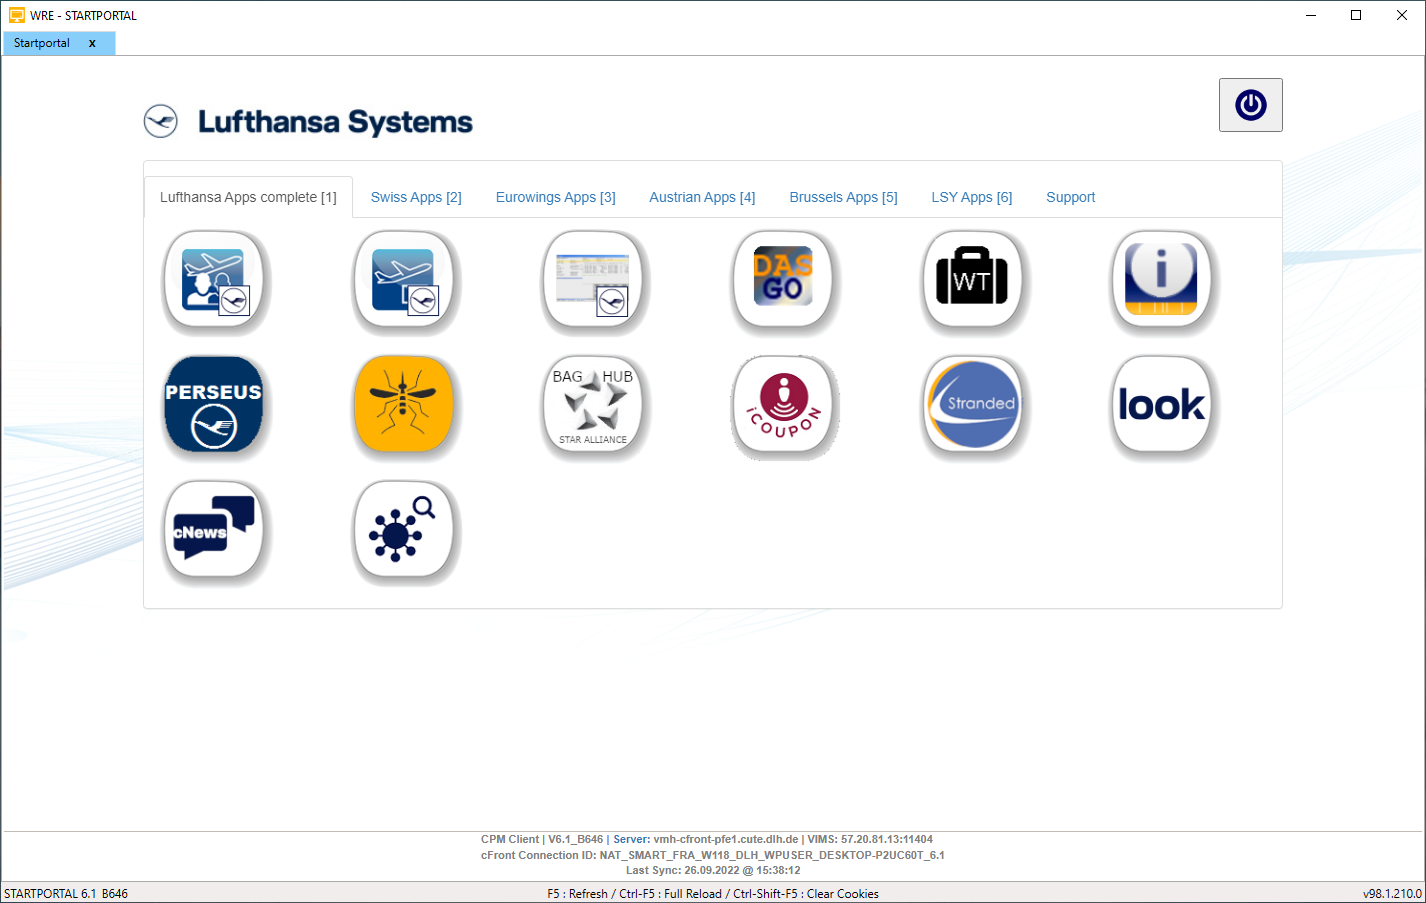 WRE - STARTPORTAL
Startportal x
Lufthansa Systems
Lufthansa Apps complete [1] Swiss Apps [2] Eurowings Apps [3] Austrian Apps [4] Brussels Apps [5] LSY Apps [6] Support
DAS
GO
WT
i
PERSEUS
BAG HUB
STAR ALLIANCE
iCOUPON
Stranded
look
cNews
CPM Client | V6.1_B646 | Server: vmh-cfront-pfe1.cute.dlh.de | VIMS: 57.20.81.13:11404
cFront Connection ID: NAT_SMART_FRA_W118_DLH_WPUSER_DESKTOP-P2UC60T_6.1
Last Sync: 26.09.2022 @ 15:38:12
STARTPORTAL 6.1 B646 F5 : Refresh / Ctrl-F5 : Full Reload / Ctrl-Shift-F5 : Clear Cookies v98.1.210.0